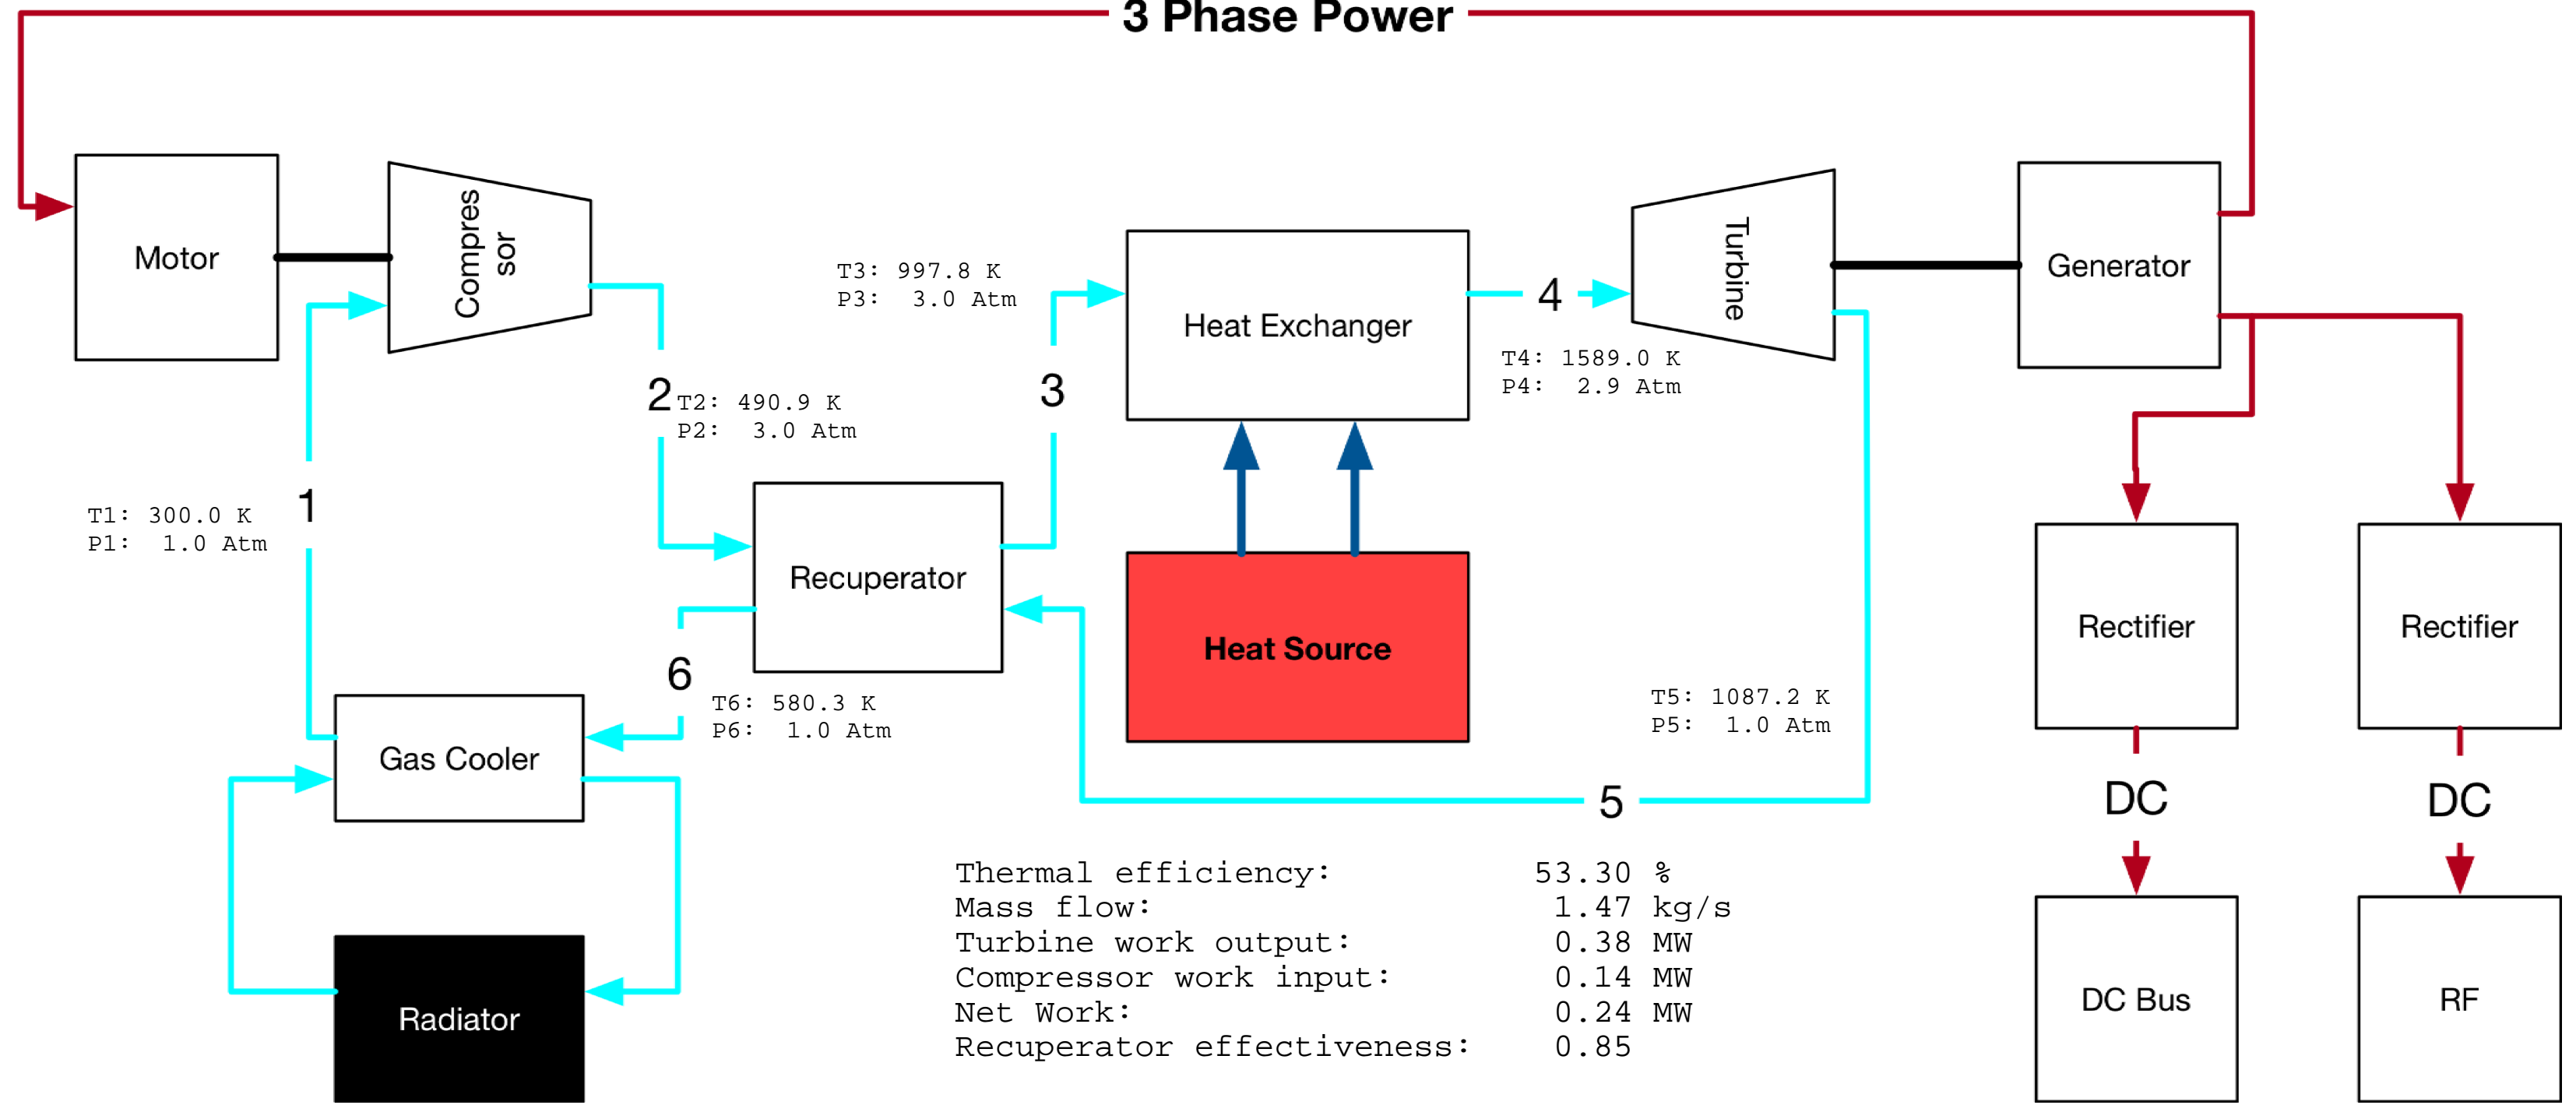 3 Phase Power
Motor
Compres
sor
T3: 997.8 K
P3: 3.0 Atm
Heat Exchanger
4
Turbine
Generator
T4: 1589.0 K
P4: 2.9 Atm
2
T2: 490.9 K
P2: 3.0 Atm
3
1
T1: 300.0 K
P1: 1.0 Atm
Recuperator
Heat Source
Rectifier
Rectifier
6
T6: 580.3 K
P6: 1.0 Atm
T5: 1087.2 K
P5: 1.0 Atm
Gas Cooler
5
DC
DC
Thermal efficiency: 53.30 %
Mass flow: 1.47 kg/s
Turbine work output: 0.38 MW
Compressor work input: 0.14 MW
Net Work: 0.24 MW
Recuperator effectiveness: 0.85
Radiator
DC Bus
RF